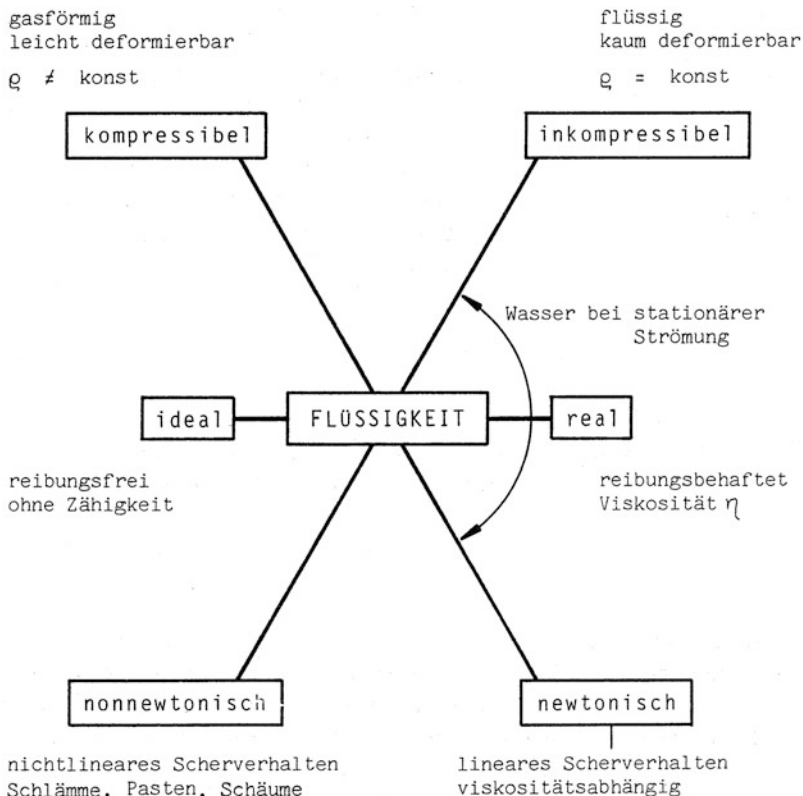 gasförmig
leicht deformierbar
ϱ ≠ konst
kompressibel
flüssig
kaum deformierbar
ϱ = konst
inkompressibel
Wasser bei stationärer
Strömung
ideal
FLÜSSIGKEIT
real
reibungsfrei
ohne Zähigkeit
reibungsbehaftet
Viskosität η
nonnewtonisch
newtonisch
nichtlineares Scherverhalten
Schlämme, Pasten, Schäume
lineares Scherverhalten
viskositätsabhängig